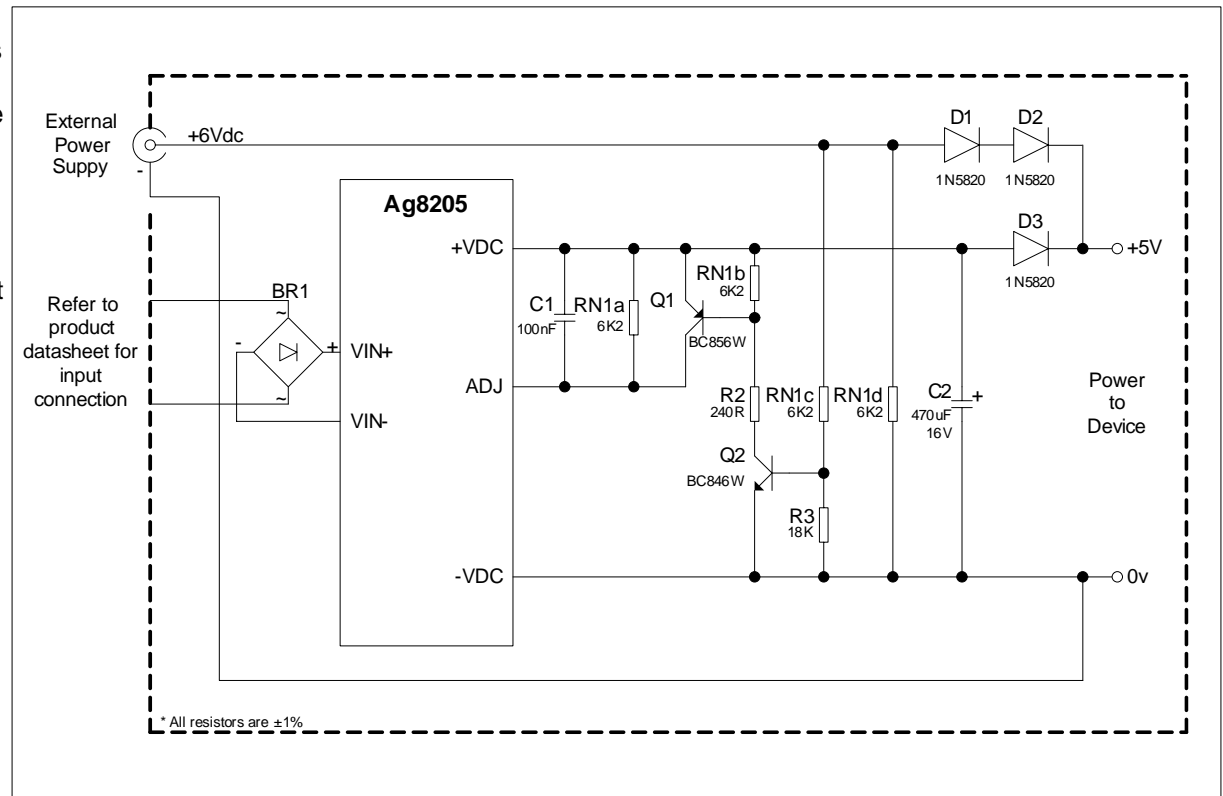 s
e
t
External
Power
Suppy
-
+6Vdc
D1
1N5820
D2
1N5820
Ag8205
+VDC
D3
1N5820
+5V
RN1b
6K2
C1
100nF
RN1a
6K2
Q1
BC856W
Refer to
product
datasheet for
input
connection
BR1
~
-
+
~
VIN+
VIN-
ADJ
R2
240R
RN1c
6K2
RN1d
6K2
C2
470uF
16V
+
Power
to
Device
Q2
BC846W
R3
18K
-VDC
0v
* All resistors are ±1%